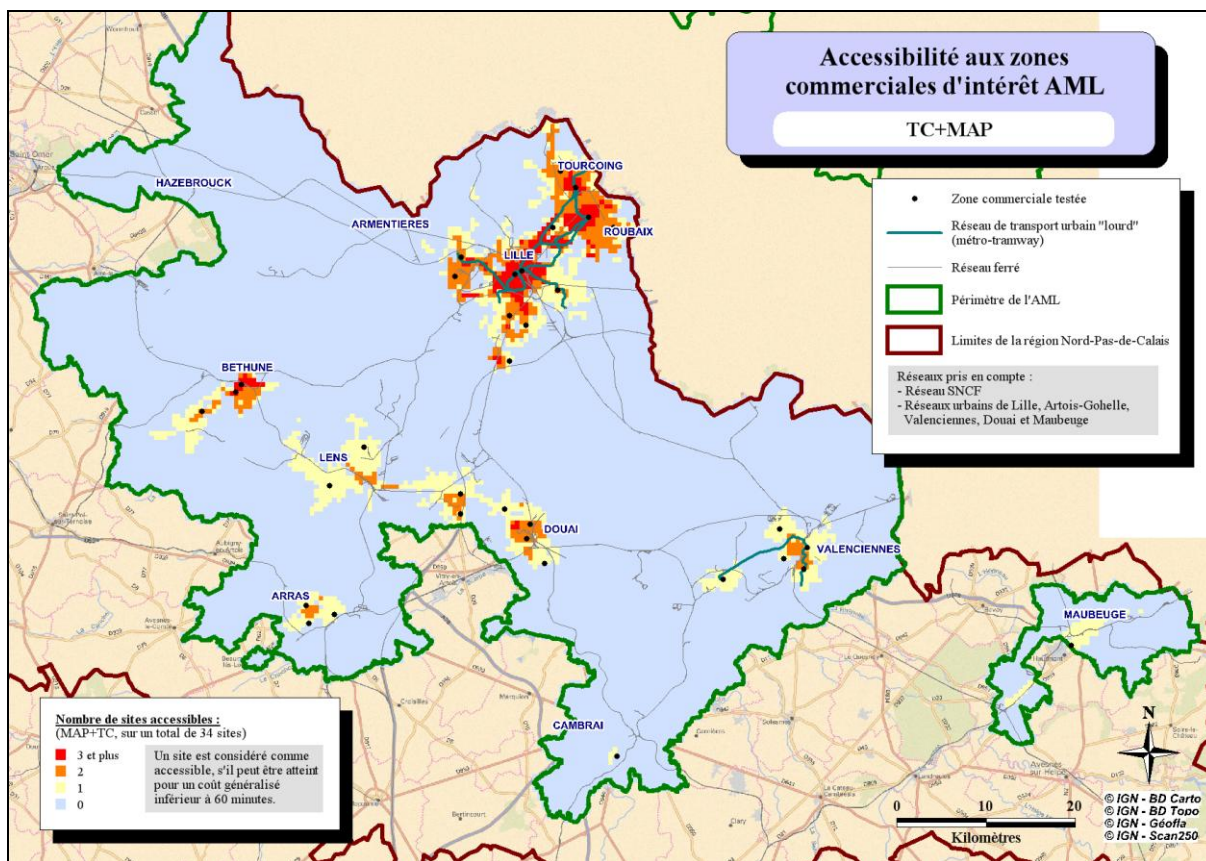 Accessibilité aux zones
commerciales d'intérêt AML
TC+MAP
Zone commerciale testée
Réseau de transport urbain "lourd"
(métro-tramway)
Réseau ferré
Périmètre de l'AML
Limites de la région Nord-Pas-de-Calais
Réseaux pris en compte :
- Réseau SNCF
- Réseaux urbains de Lille, Artois-Gohelle,
Valenciennes, Douai et Maubeuge
HAZEBROUCK
ARMENTIERES
TOURCOING
ROUBAIX
LILLE
BETHUNE
LENS
DOUAI
VALENCIENNES
ARRAS
MAUBEUGE
CAMBRAI
Nombre de sites accessibles :
(MAP+TC, sur un total de 34 sites)
3 et plus
2
1
0
Un site est considéré comme
accessible, s'il peut être atteint
pour un coût généralisé
inférieur à 60 minutes.
N
0 10 20
Kilomètres
© IGN - BD Carto
© IGN - BD Topo
© IGN - Géofla
© IGN - Scan250